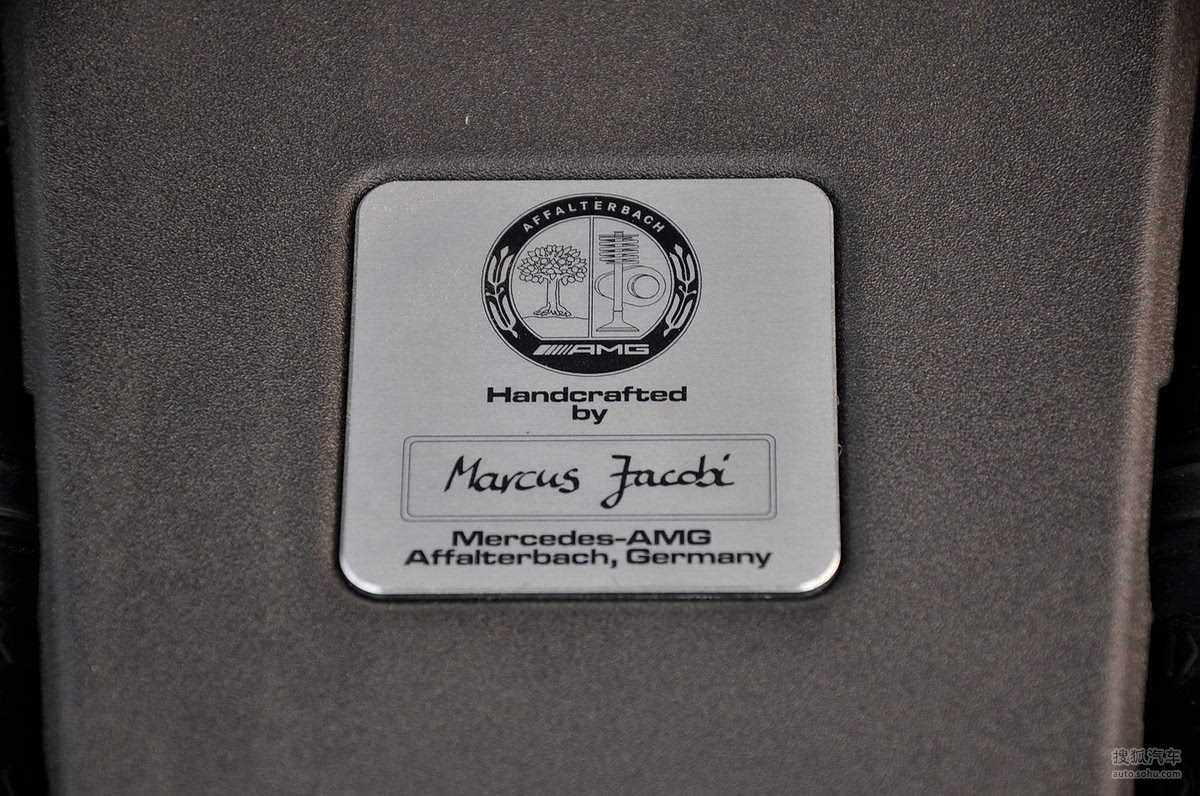 AFFALTERBACH
AMG
Handcrafted
by
Marcus Jacobi
Mercedes-AMG
Affalterbach, Germany
搜狐汽车
auto.sohu.com